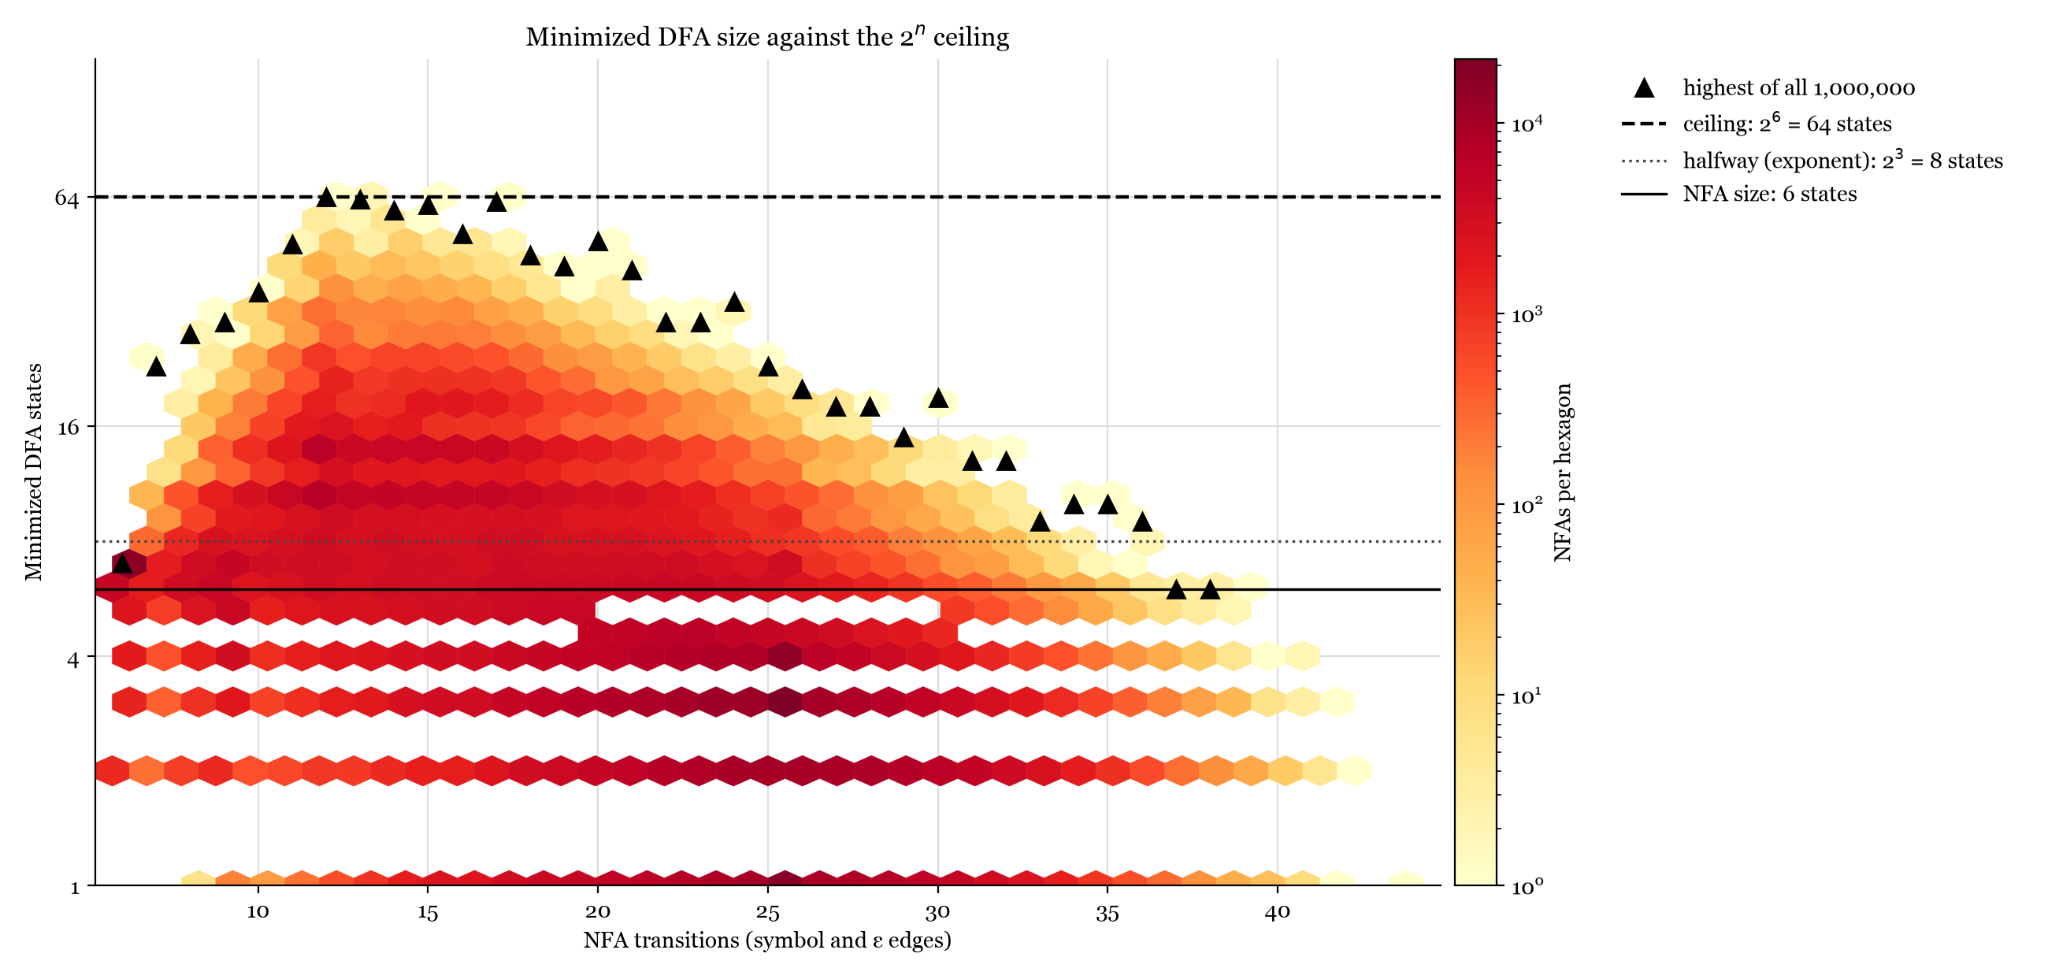 Minimized DFA size against the 2ⁿ ceiling
Minimized DFA states
64
16
4
1
10
15
20
25
30
35
40
NFA transitions (symbol and ε edges)
10⁴
10³
10²
10¹
10⁰
NFAs per hexagon
highest of all 1,000,000
ceiling: 2⁶ = 64 states
halfway (exponent): 2³ = 8 states
NFA size: 6 states